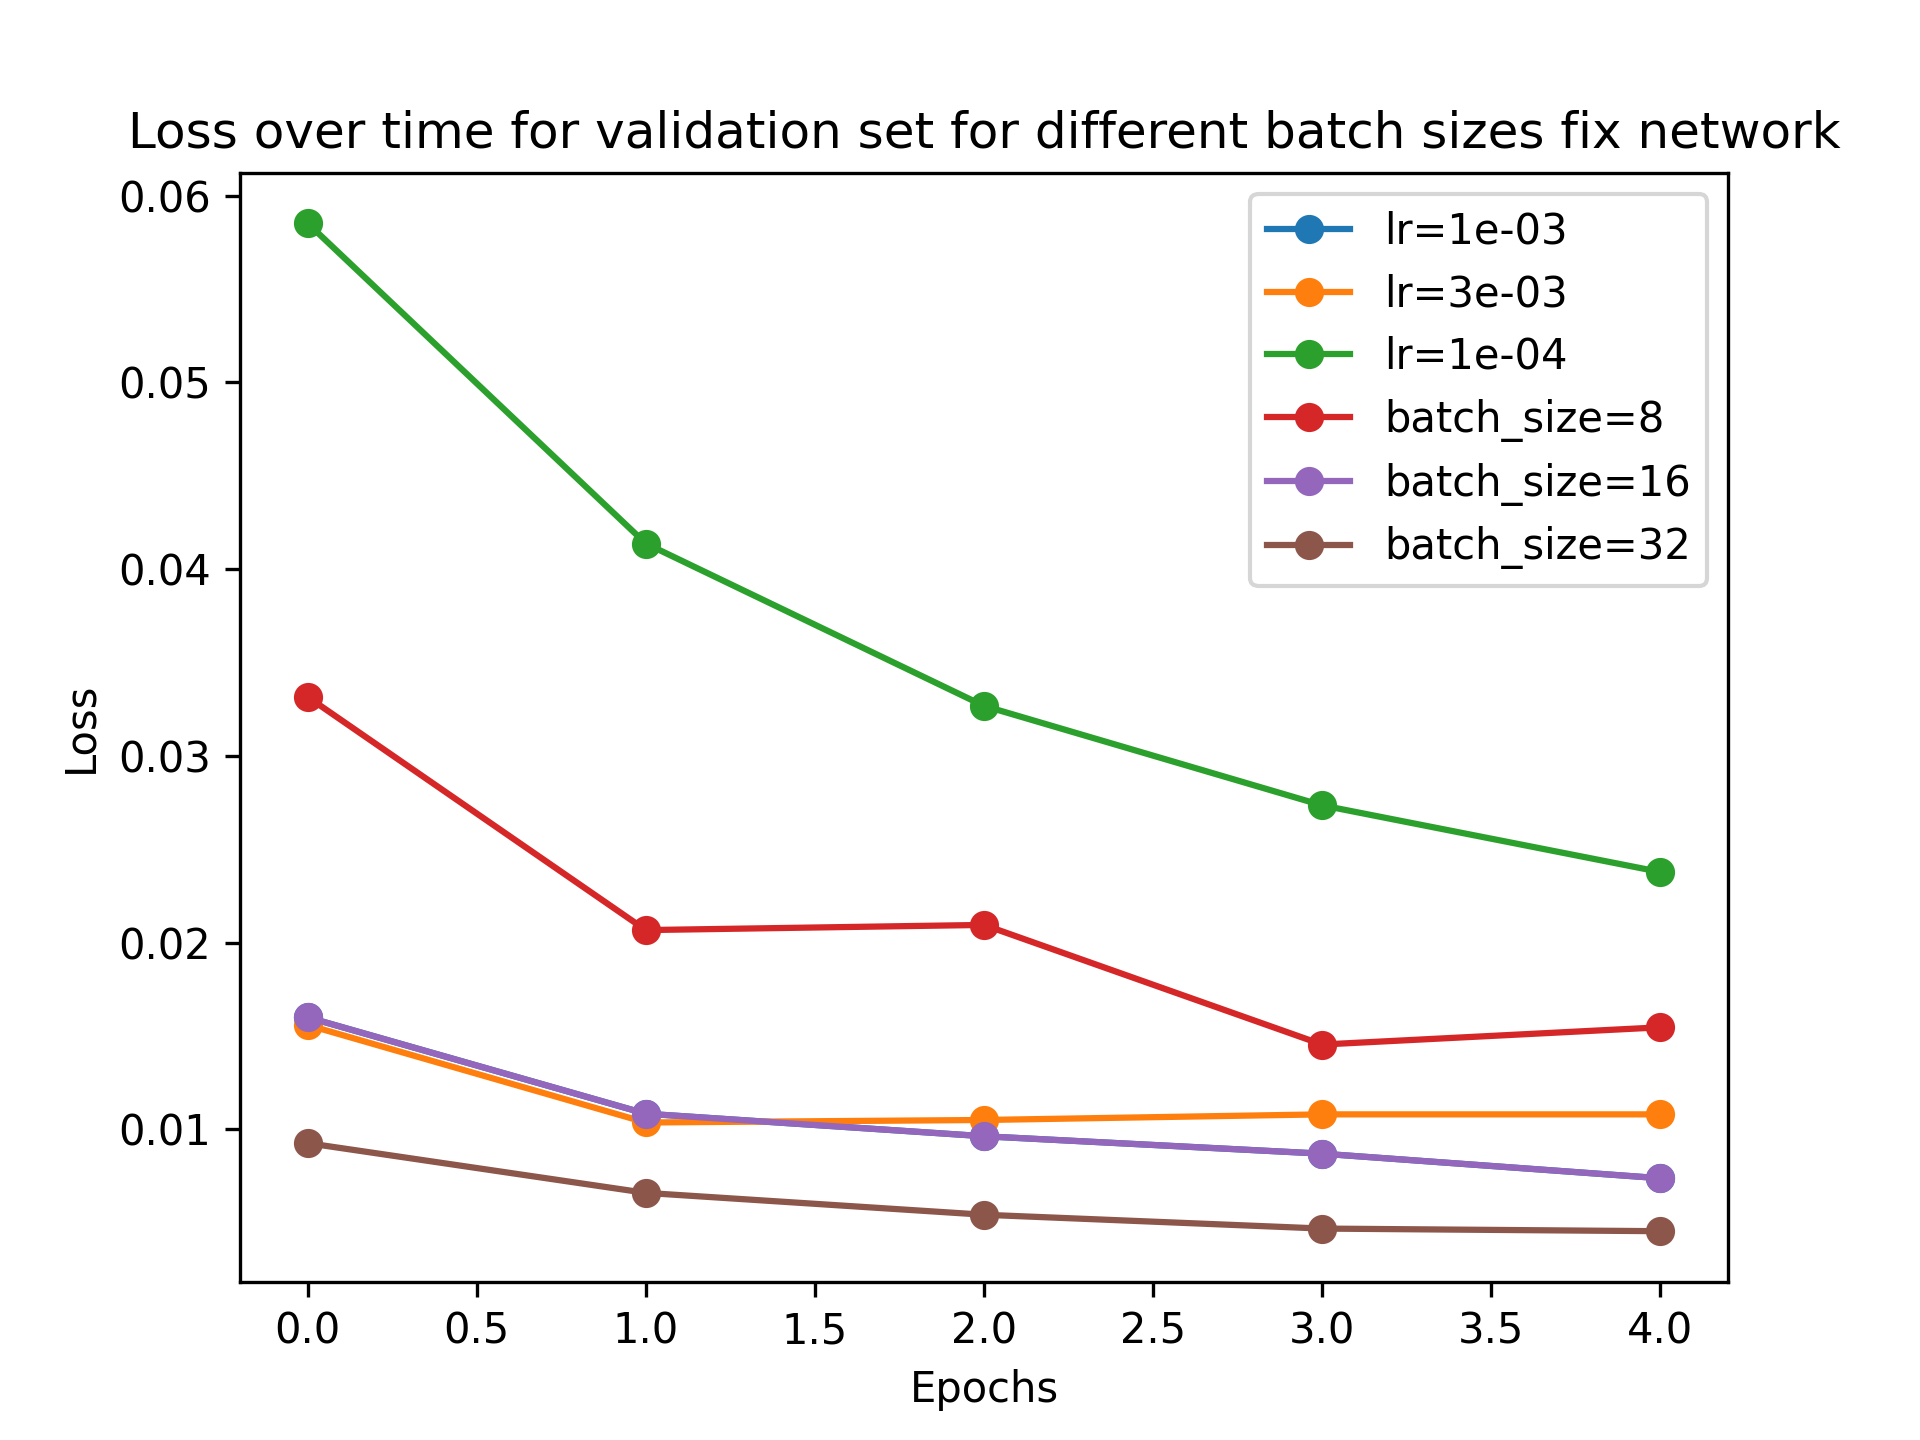 Loss over time for validation set for different batch sizes fix network
lr=1e-03
lr=3e-03
lr=1e-04
batch_size=8
batch_size=16
batch_size=32
Loss
0.06
0.05
0.04
0.03
0.02
0.01
0.0 0.5 1.0 1.5 2.0 2.5 3.0 3.5 4.0
Epochs